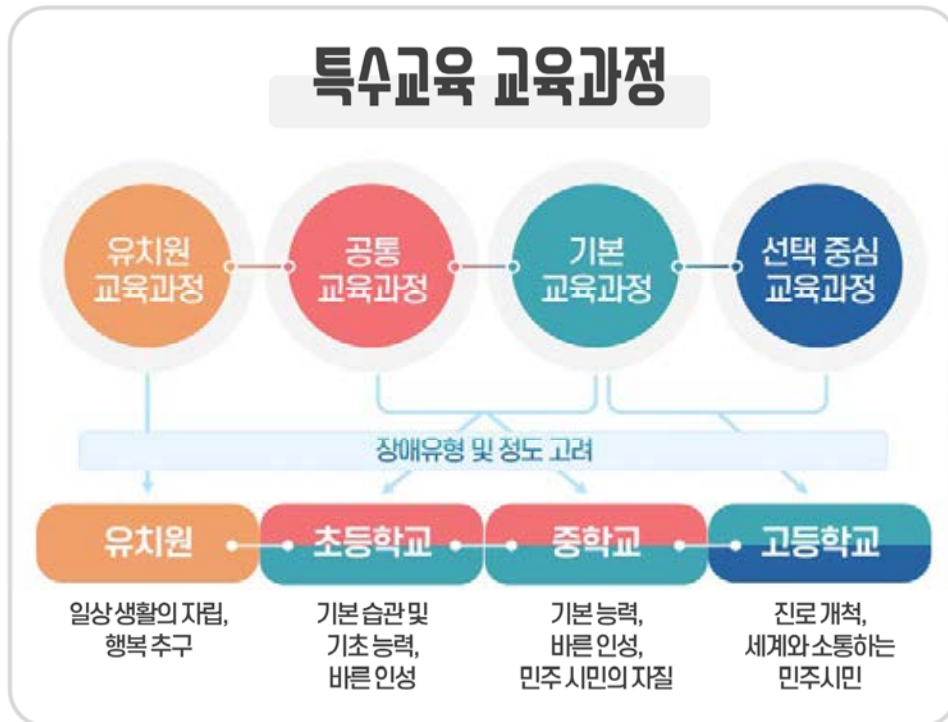 특수교육 교육과정
유치원
교육과정
공통
교육과정
기본
교육과정
선택 중심
교육과정
장애유형 및 정도 고려
유치원
초등학교
중학교
고등학교
일상 생활의 자립,
행복 추구
기본 습관 및
기초 능력,
바른 인성
기본 능력,
바른 인성,
민주 시민의 자질
진로 개척,
세계와 소통하는
민주시민